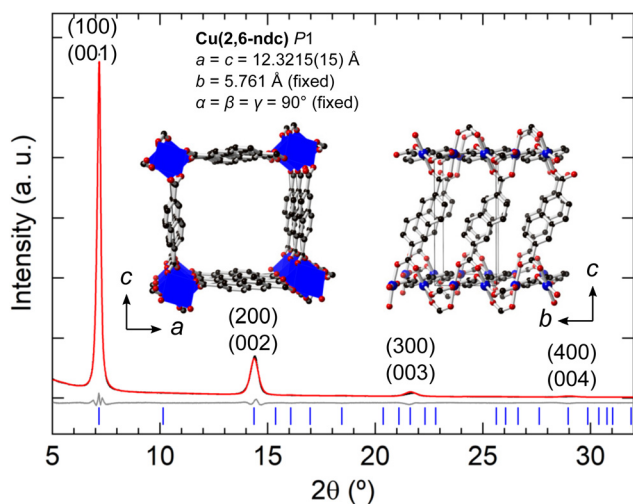 (100)
(001)
Cu(2,6-ndc) P1
a = c = 12.3215(15) Å
b = 5.761 Å (fixed)
α = β = γ = 90° (fixed)
c
a
c
b
(200)
(002)
(300)
(003)
(400)
(004)
Intensity (a. u.)
5 10 15 20 25 30
2θ (º)